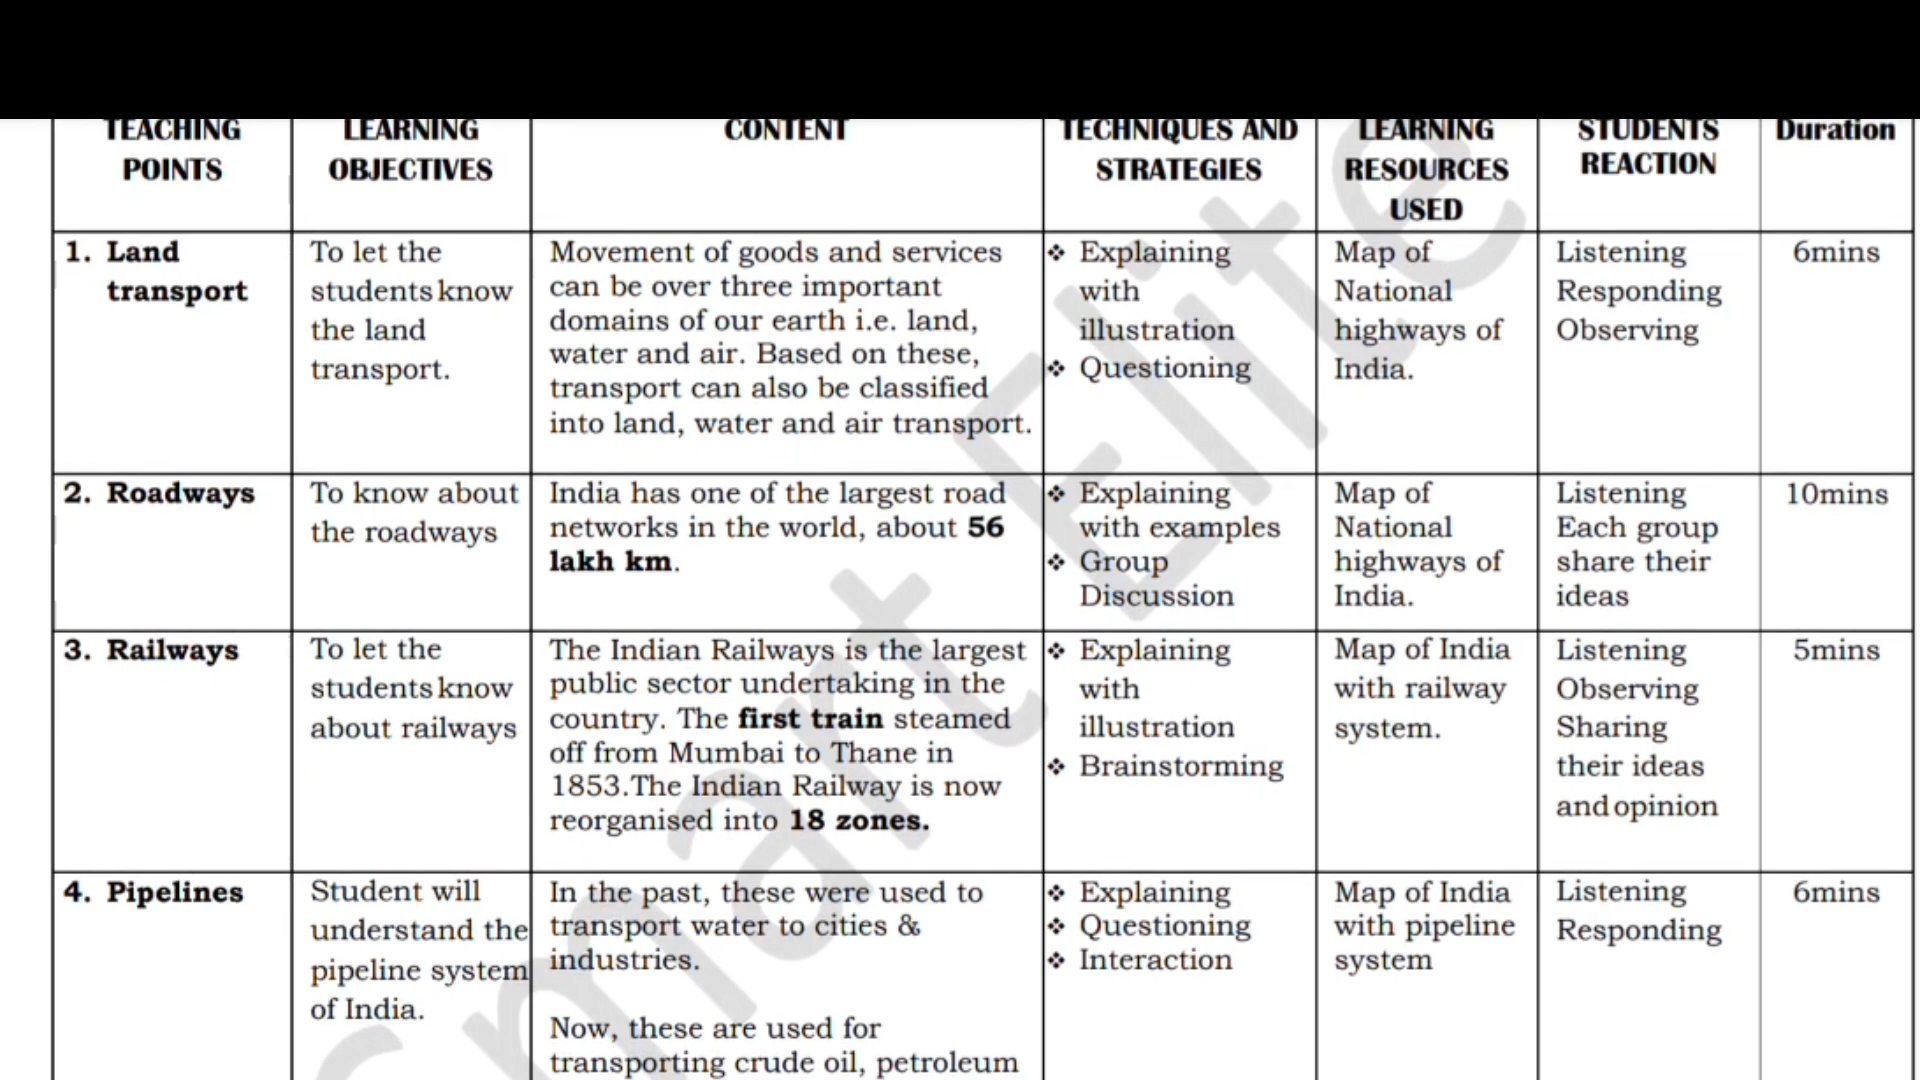 TEACHING POINTS
LEARNING OBJECTIVES
CONTENT
TECHNIQUES AND STRATEGIES
LEARNING RESOURCES USED
STUDENTS REACTION
Duration
1. Land
transport
To let the
students know
the land
transport.
Movement of goods and services
can be over three important
domains of our earth i.e. land,
water and air. Based on these,
transport can also be classified
into land, water and air transport.
❖ Explaining
with
illustration
❖ Questioning
Map of
National
highways of
India.
Listening
Responding
Observing
6mins
2. Roadways
To know about
the roadways
India has one of the largest road
networks in the world, about 56
lakh km.
❖ Explaining
with examples
❖ Group
Discussion
Map of
National
highways of
India.
Listening
Each group
share their
ideas
10mins
3. Railways
To let the
students know
about railways
The Indian Railways is the largest
public sector undertaking in the
country. The first train steamed
off from Mumbai to Thane in
1853.The Indian Railway is now
reorganised into 18 zones.
❖ Explaining
with
illustration
❖ Brainstorming
Map of India
with railway
system.
Listening
Observing
Sharing
their ideas
and opinion
5mins
4. Pipelines
Student will
understand the
pipeline system
of India.
In the past, these were used to
transport water to cities &
industries.
Now, these are used for
transporting crude oil, petroleum
❖ Explaining
❖ Questioning
❖ Interaction
Map of India
with pipeline
system
Listening
Responding
6mins
Smart Elite